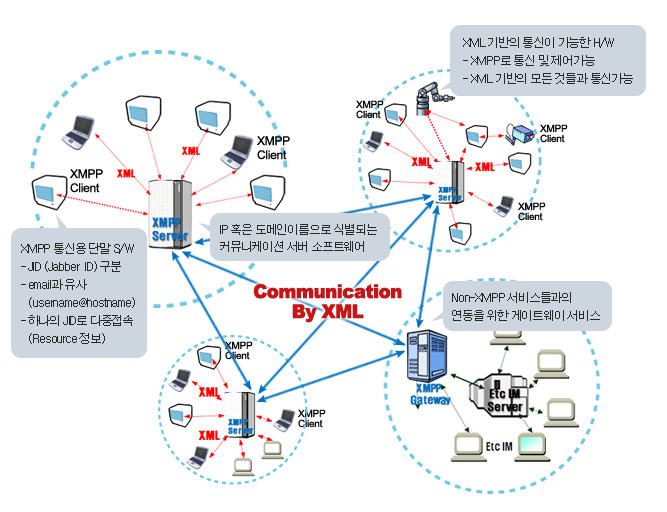 XML 기반의 통신이 가능한 H/W
- XMPP로 통신 및 제어가능
- XML 기반의 모든 것들과 통신가능
XMPP
Client
XML
XMPP
Client
XMPP
Server
XMPP 통신용 단말 S/W
- JID (Jabber ID) 구분
- email과 유사
(usename@hostname)
- 하나의 JID로 다중접속
(Resource 정보)
IP 혹은 도메인이름으로 식별되는
커뮤니케이션 서버 소프트웨어
XML
XMPP
Client
XMPP
Client
XML
XML
XMPP
Server
XMPP
Client
Communication
By XML
Non-XMPP 서비스들과의
연동을 위한 게이트웨이 서비스
XMPP
Gateway
Etc IM
Server
Etc IM
XMPP
Client
XML
XML
XMPP
Server
XMPP
Client